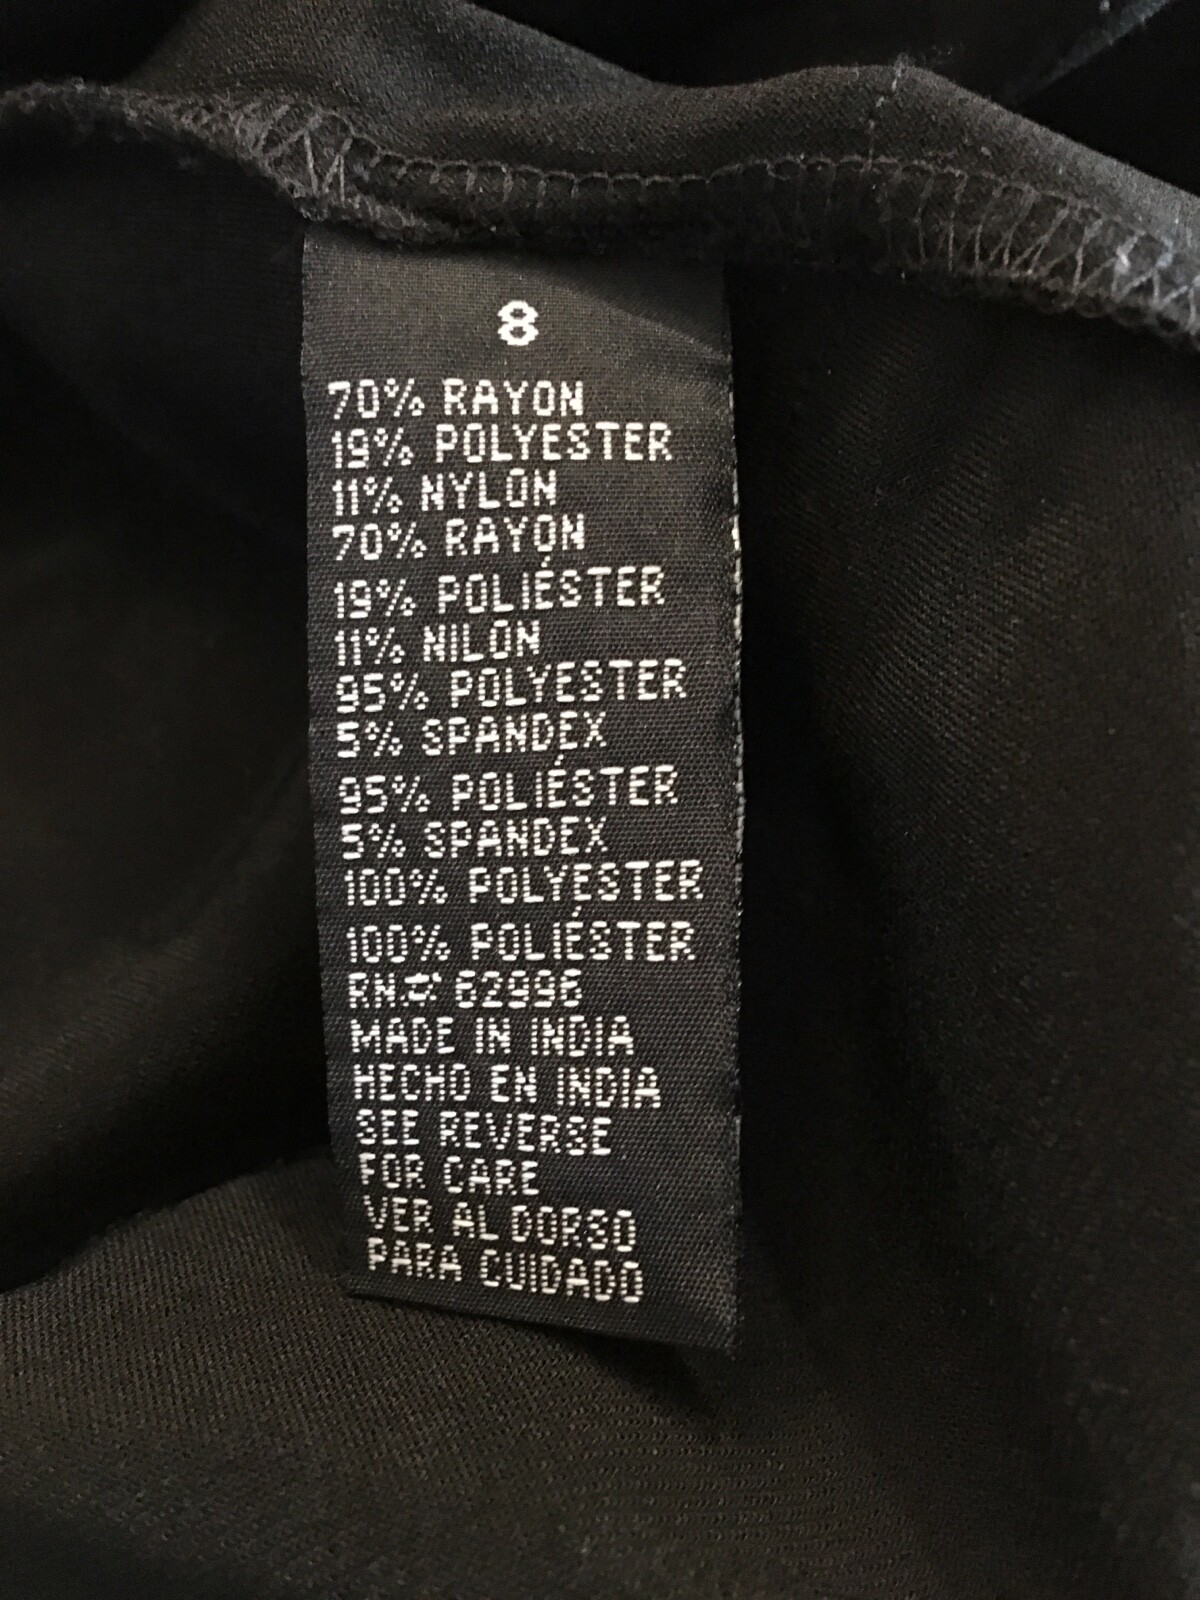 8
70% RAYON
19% POLYESTER
11% NYLON
70% RAYON
19% POLIÉSTER
11% NILON
95% POLYESTER
5% SPANDEX
95% POLIÉSTER
5% SPANDEX
100% POLYESTER
100% POLIÉSTER
RN# 62996
MADE IN INDIA
HECHO EN INDIA
SEE REVERSE
FOR CARE
VER AL DORSO
PARA CUIDADO